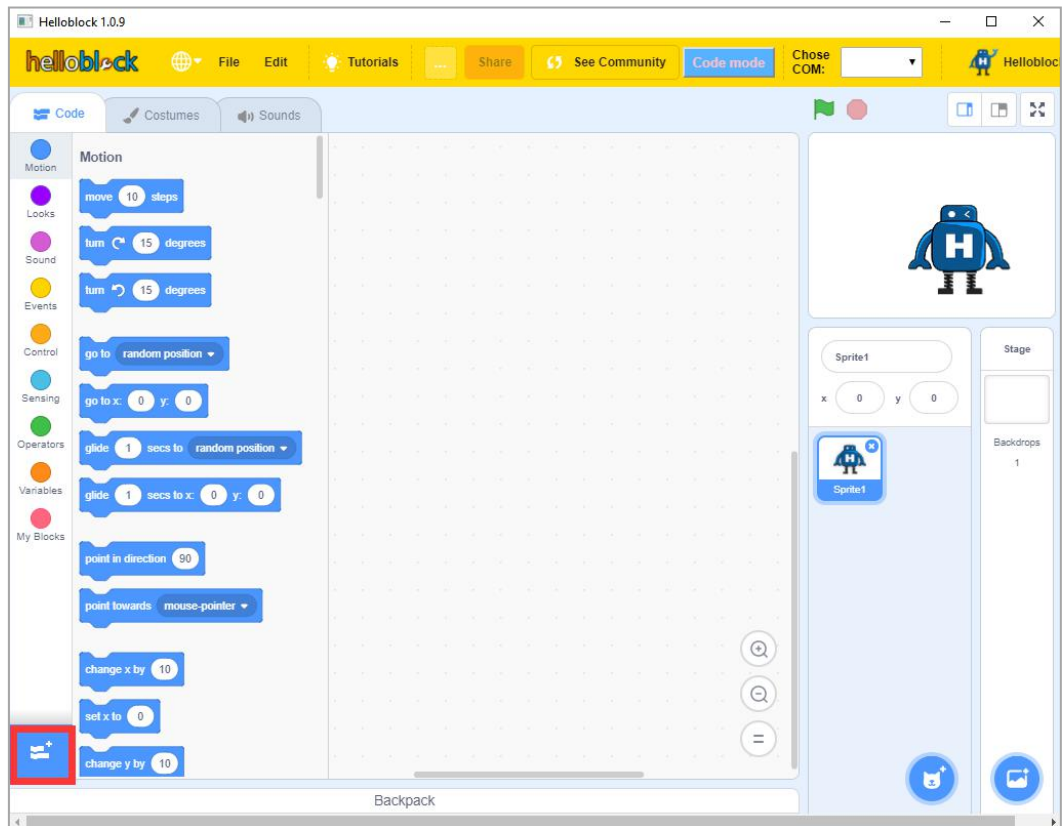 Helloblock 1.0.9
helloblock File Edit Tutorials ... Share See Community Code mode Chose COM: Hellobloc
Code Costumes Sounds
Motion
Looks
Sound
Events
Control
Sensing
Operators
Variables
My Blocks
Motion
move 10 steps
turn 15 degrees
turn 15 degrees
go to random position
go to x: 0 y: 0
glide 1 secs to random position
glide 1 secs to x: 0 y: 0
point in direction 90
point towards mouse-pointer
change x by 10
set x to 0
change y by 10
Backpack
H
Sprite1
x 0 y 0
H
Sprite1
Stage
Backdrops
1